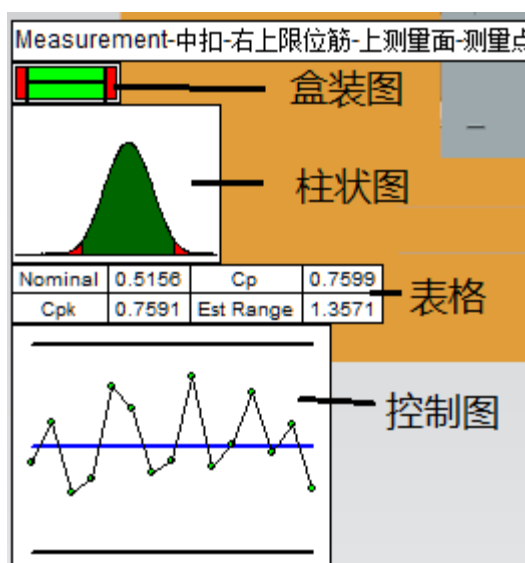 Measurement-中扣-右上限位筋-上测量面-测量点
盒装图
柱状图
Nominal 0.5156 Cp 0.7599
Cpk 0.7591 Est Range 1.3571
表格
控制图